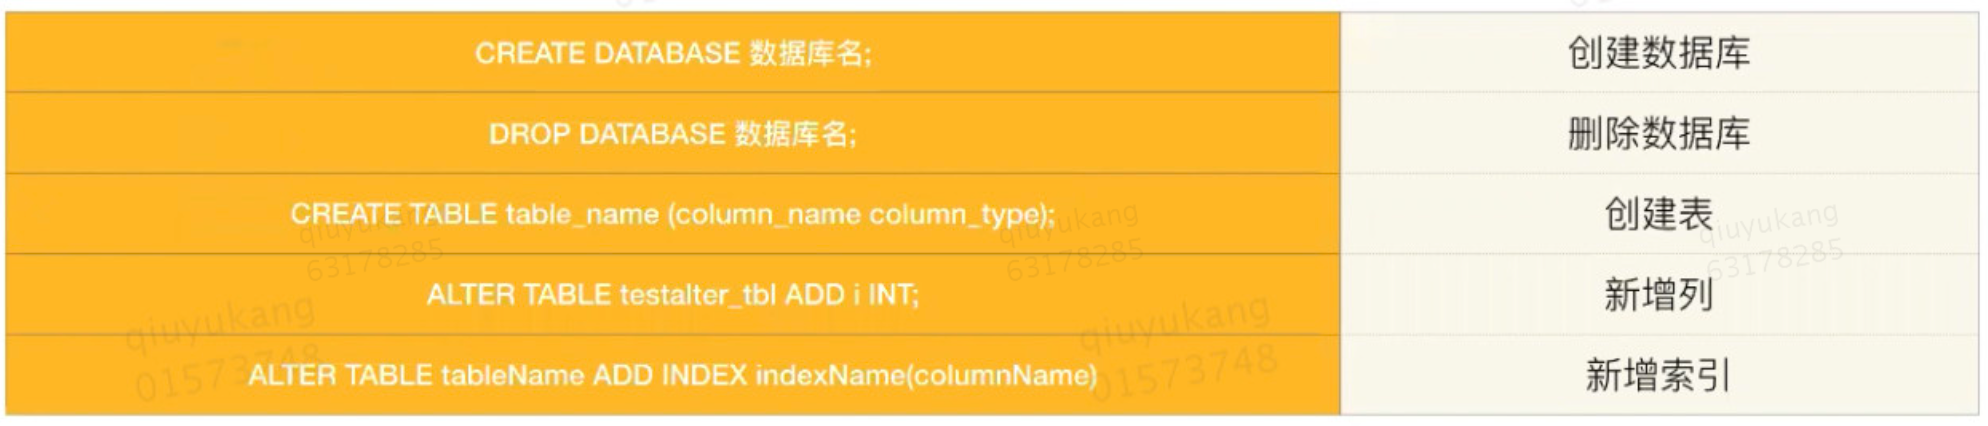 CREATE DATABASE 数据库名;
创建数据库
DROP DATABASE 数据库名;
删除数据库
CREATE TABLE table_name (column_name column_type);
创建表
qiuyukang
63178285
qiuyukang
63178285
qiuyukang
63178285
ALTER TABLE testalter_tbl ADD i INT;
新增列
qiuyukang
01573748
qiuyukang
01573748
ALTER TABLE tableName ADD INDEX indexName(columnName)
新增索引